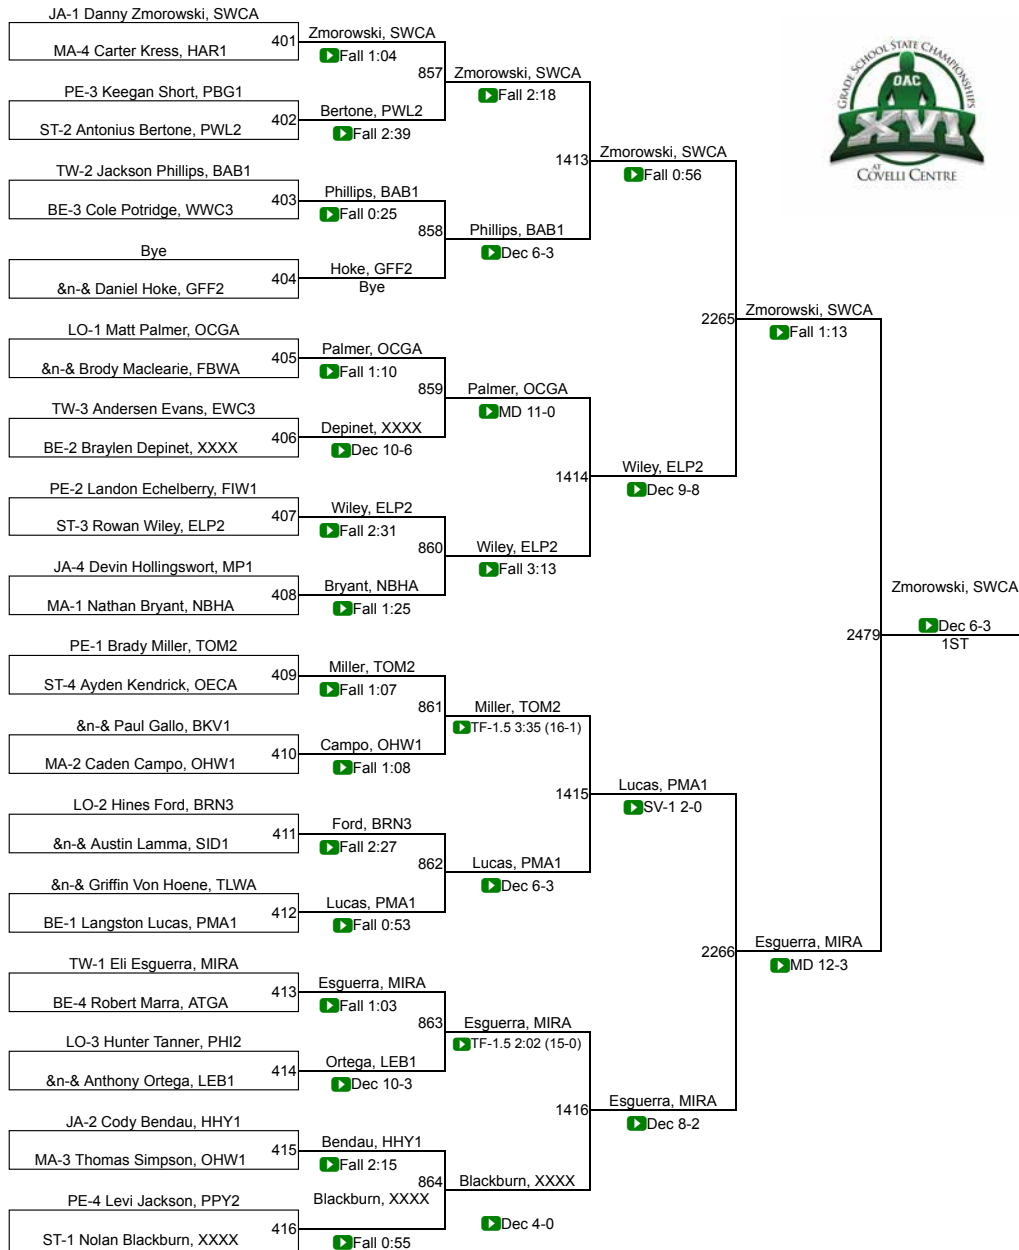 JA-1 Danny Zmorowski, SWCA
401
MA-4 Carter Kress, HAR1
PE-3 Keegan Short, PBG1
402
ST-2 Antonius Bertone, PWL2
TW-2 Jackson Phillips, BAB1
403
BE-3 Cole Potridge, WWC3
Bye
404
&n-& Daniel Hoke, GFF2
LO-1 Matt Palmer, OCGA
405
&n-& Brody Maclearie, FBWA
TW-3 Andersen Evans, EWC3
406
BE-2 Braylen Depinet, XXXX
PE-2 Landon Echelberry, FIW1
407
ST-3 Rowan Wiley, ELP2
JA-4 Devin Hollingswort, MP1
408
MA-1 Nathan Bryant, NBHA
PE-1 Brady Miller, TOM2
409
ST-4 Ayden Kendrick, OECA
&n-& Paul Gallo, BKV1
410
MA-2 Caden Campo, OHW1
LO-2 Hines Ford, BRN3
411
&n-& Austin Lamma, SID1
&n-& Griffin Von Hoene, TLWA
412
BE-1 Langston Lucas, PMA1
TW-1 Eli Esguerra, MIRA
413
BE-4 Robert Marra, ATGA
LO-3 Hunter Tanner, PHI2
414
&n-& Anthony Ortega, LEB1
JA-2 Cody Bendau, HHY1
415
MA-3 Thomas Simpson, OHW1
PE-4 Levi Jackson, PPY2
416
ST-1 Nolan Blackburn, XXXX
Zmorowski, SWCA
Fall 1:04
857
Bertone, PWL2
Fall 2:39
Phillips, BAB1
Fall 0:25
858
Hoke, GFF2
Bye
Palmer, OCGA
Fall 1:10
859
Depinet, XXXX
Dec 10-6
Wiley, ELP2
Fall 2:31
860
Bryant, NBHA
Fall 1:25
Miller, TOM2
Fall 1:07
861
Campo, OHW1
Fall 1:08
Ford, BRN3
Fall 2:27
862
Lucas, PMA1
Fall 0:53
Esguerra, MIRA
Fall 1:03
863
Ortega, LEB1
Dec 10-3
Bendau, HHY1
Fall 2:15
864
Blackburn, XXXX
Fall 0:55
Zmorowski, SWCA
Fall 2:18
1413
Phillips, BAB1
Dec 6-3
Palmer, OCGA
MD 11-0
1414
Wiley, ELP2
Fall 3:13
Miller, TOM2
TF-1.5 3:35 (16-1)
1415
Lucas, PMA1
Dec 6-3
Esguerra, MIRA
TF-1.5 2:02 (15-0)
1416
Blackburn, XXXX
Dec 4-0
Zmorowski, SWCA
Fall 0:56
2265
Wiley, ELP2
Dec 9-8
Lucas, PMA1
SV-1 2-0
2266
Esguerra, MIRA
Dec 8-2
Zmorowski, SWCA
Fall 1:13
2479
Esguerra, MIRA
MD 12-3
Zmorowski, SWCA
Dec 6-3
1ST
GRADE SCHOOL STATE CHAMPIONSHIPS
OAC
XVI
AT
COVELLI CENTRE